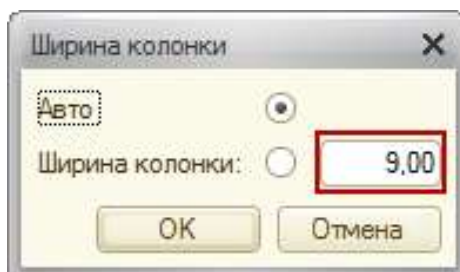 Ширина колонки
Авто
Ширина колонки: 9,00
OK Отмена